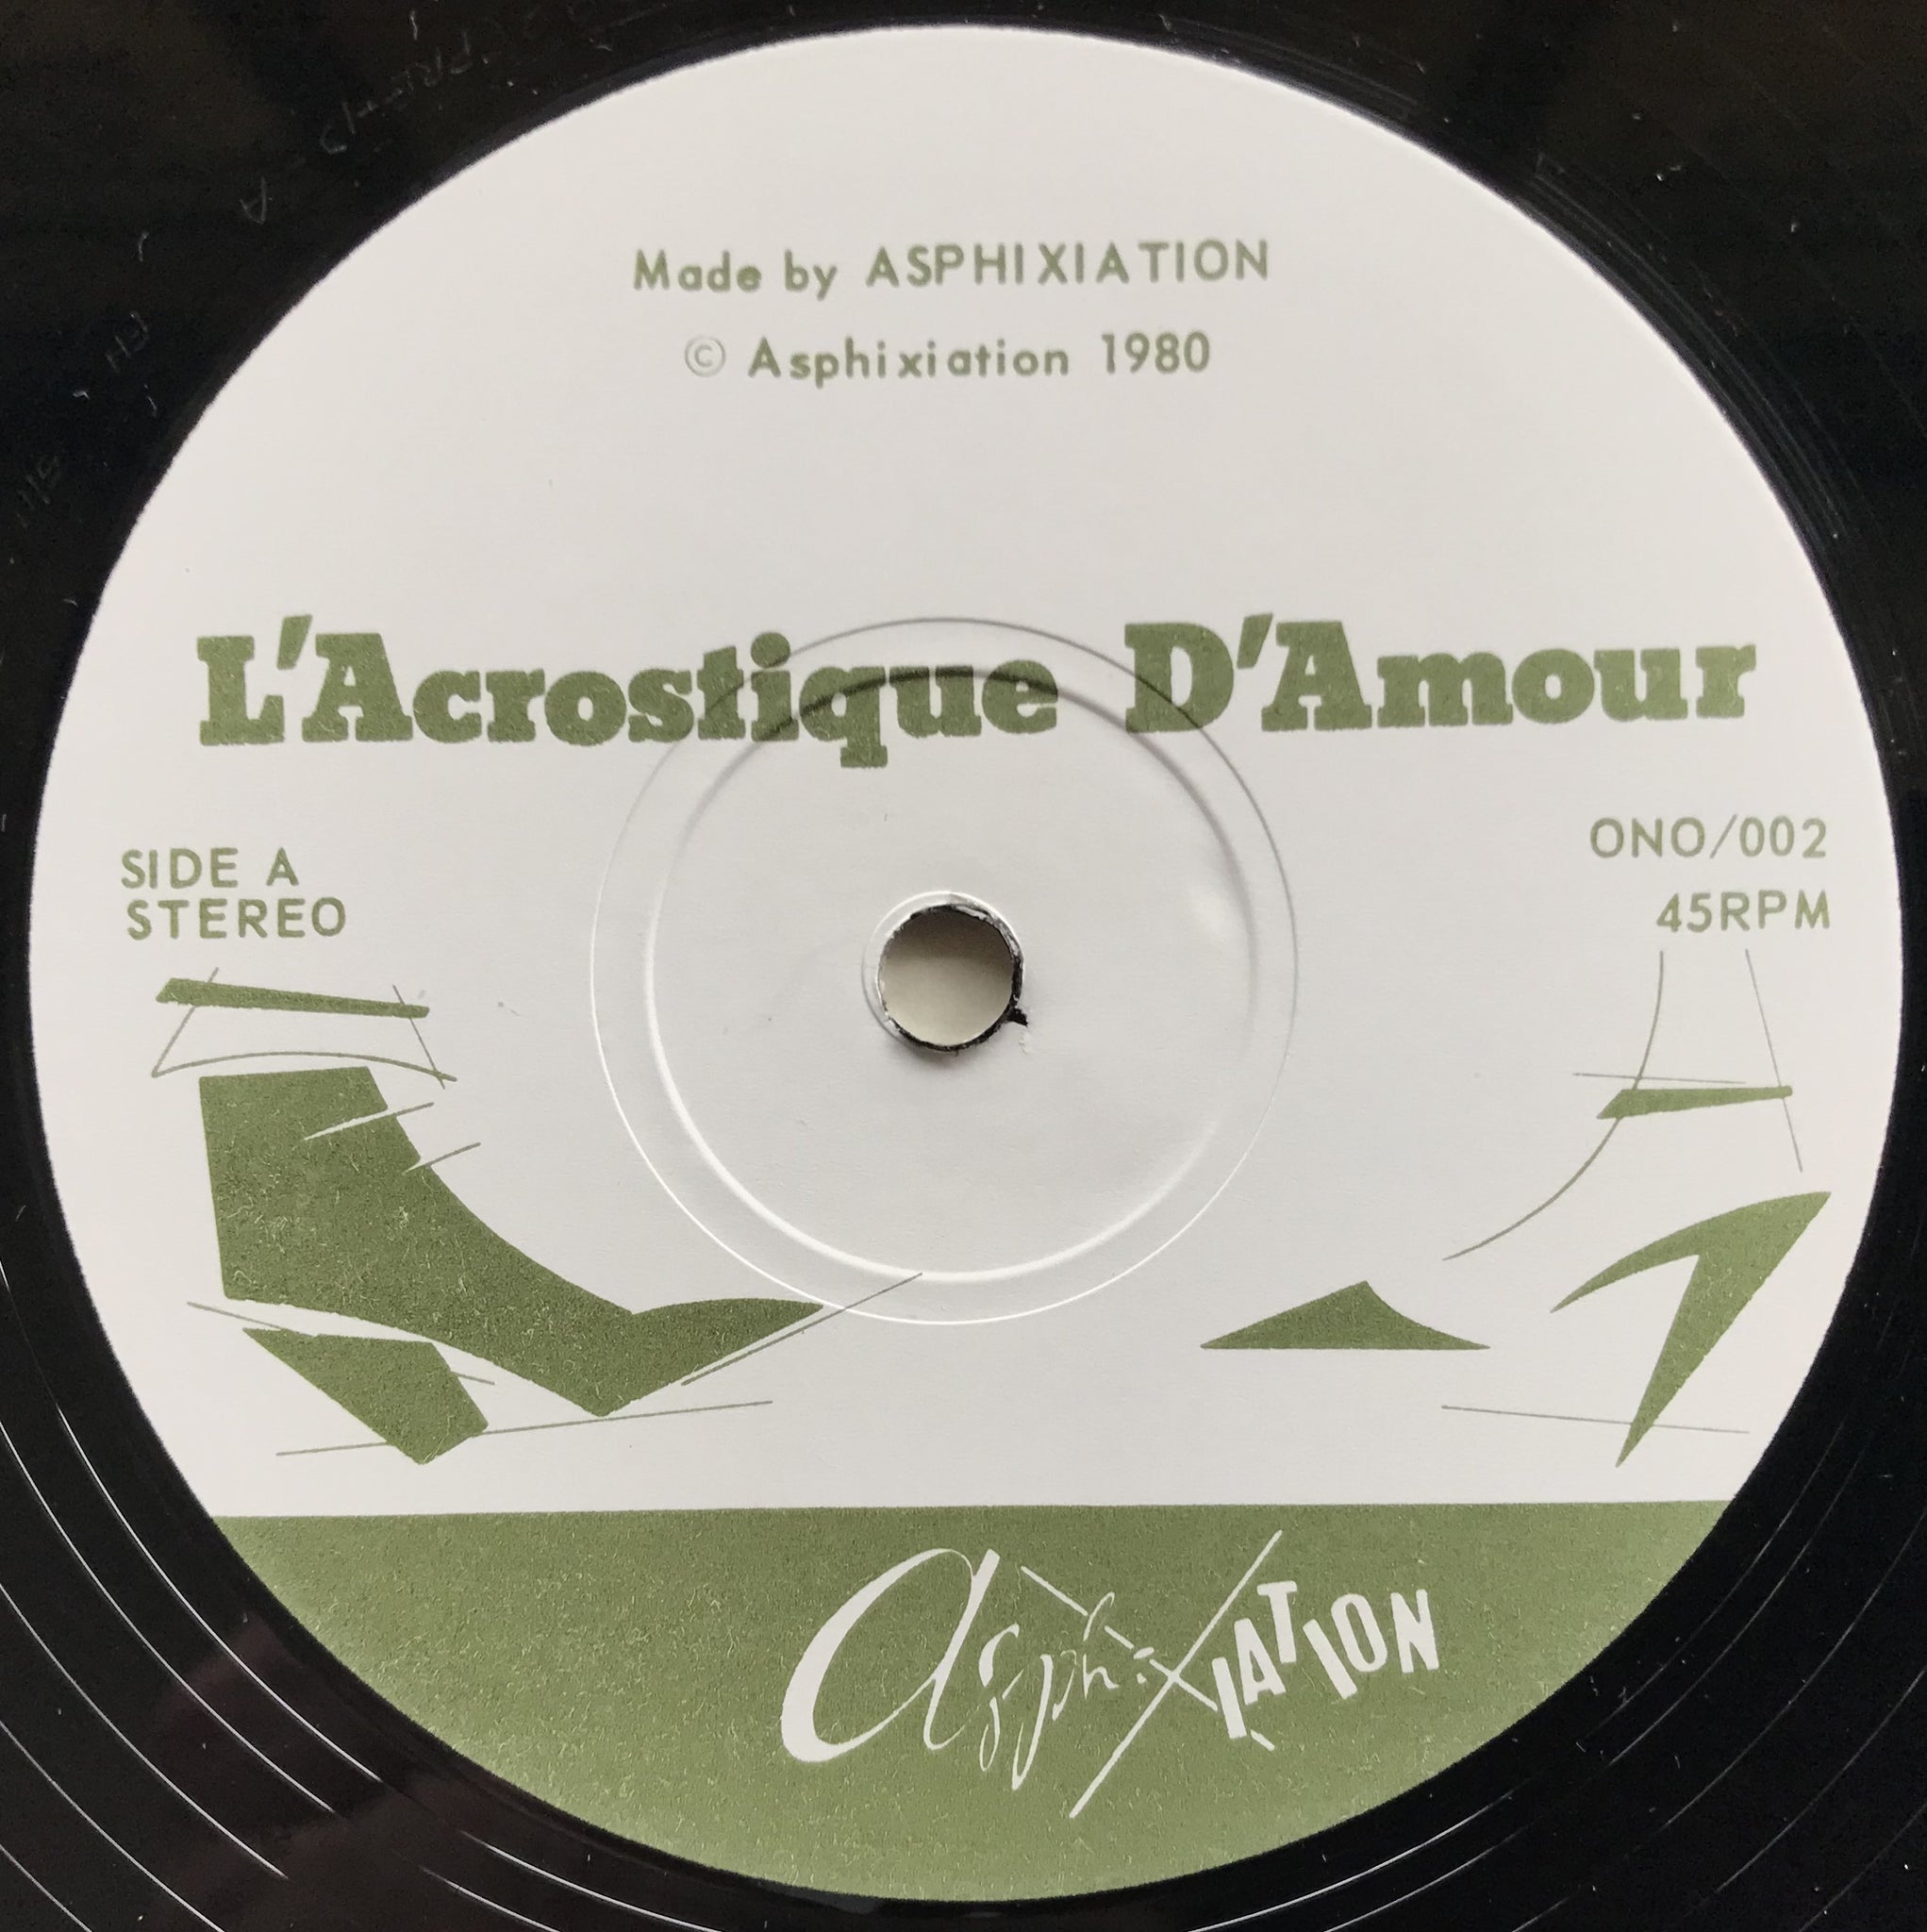 Made by ASPHIXIATION
© Asphixiation 1980
L'Acrostique D'Amour
SIDE A
STEREO
ONO/002
45RPM
AsphiXIATION